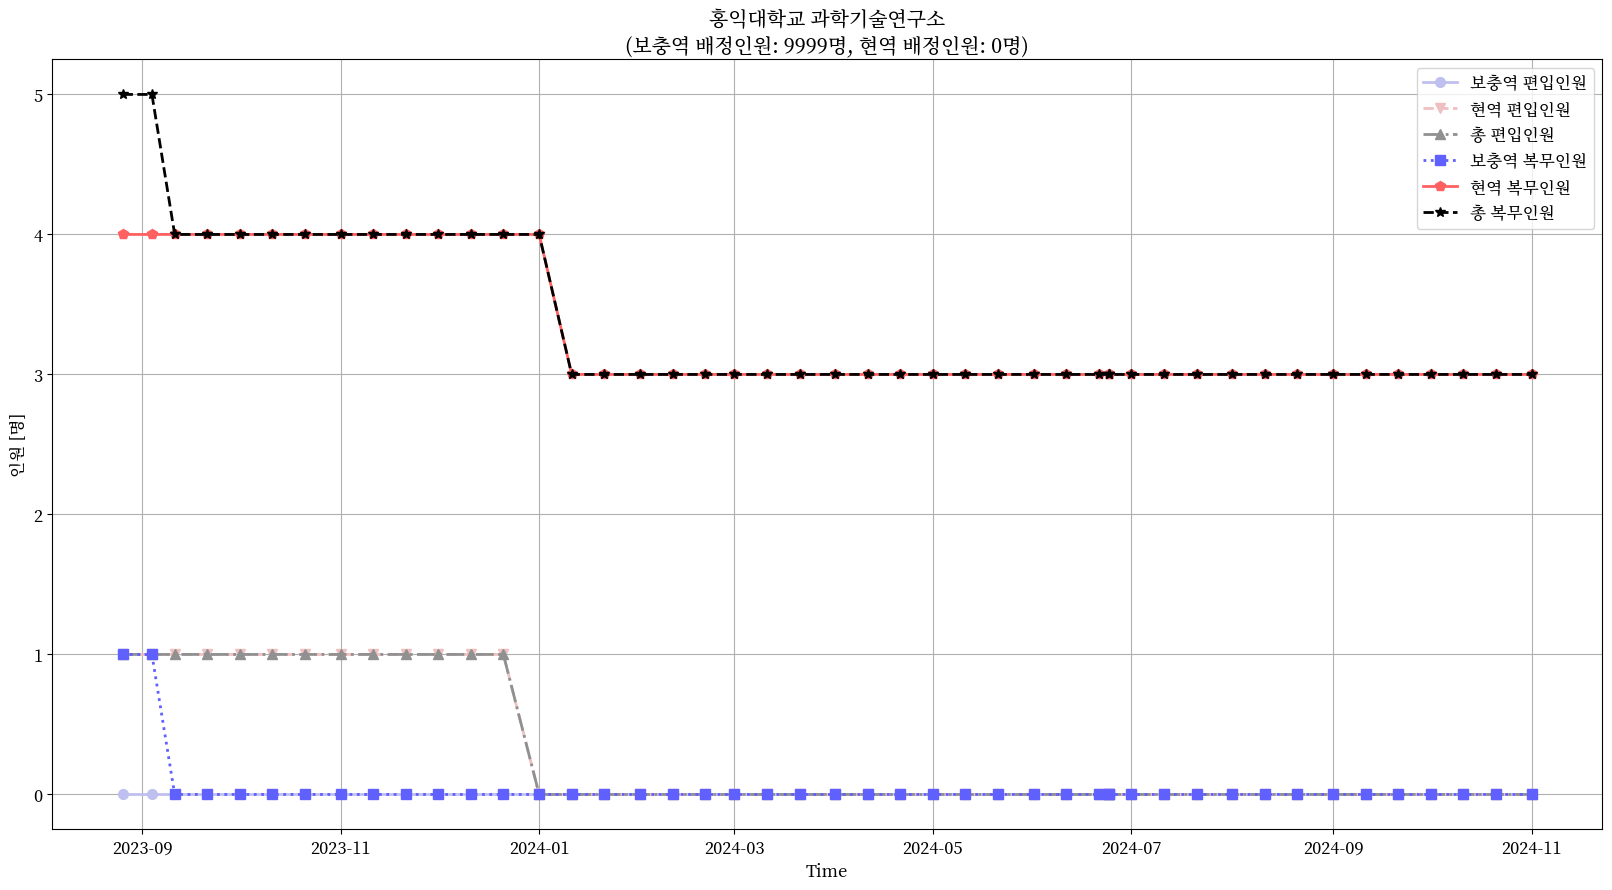 홍익대학교 과학기술연구소
(보충역 배정인원: 9999명, 현역 배정인원: 0명)
보충역 편입인원
현역 편입인원
총 편입인원
보충역 복무인원
현역 복무인원
총 복무인원
인원 [명]
5
4
3
2
1
0
2023-09
2023-11
2024-01
2024-03
2024-05
2024-07
2024-09
2024-11
Time